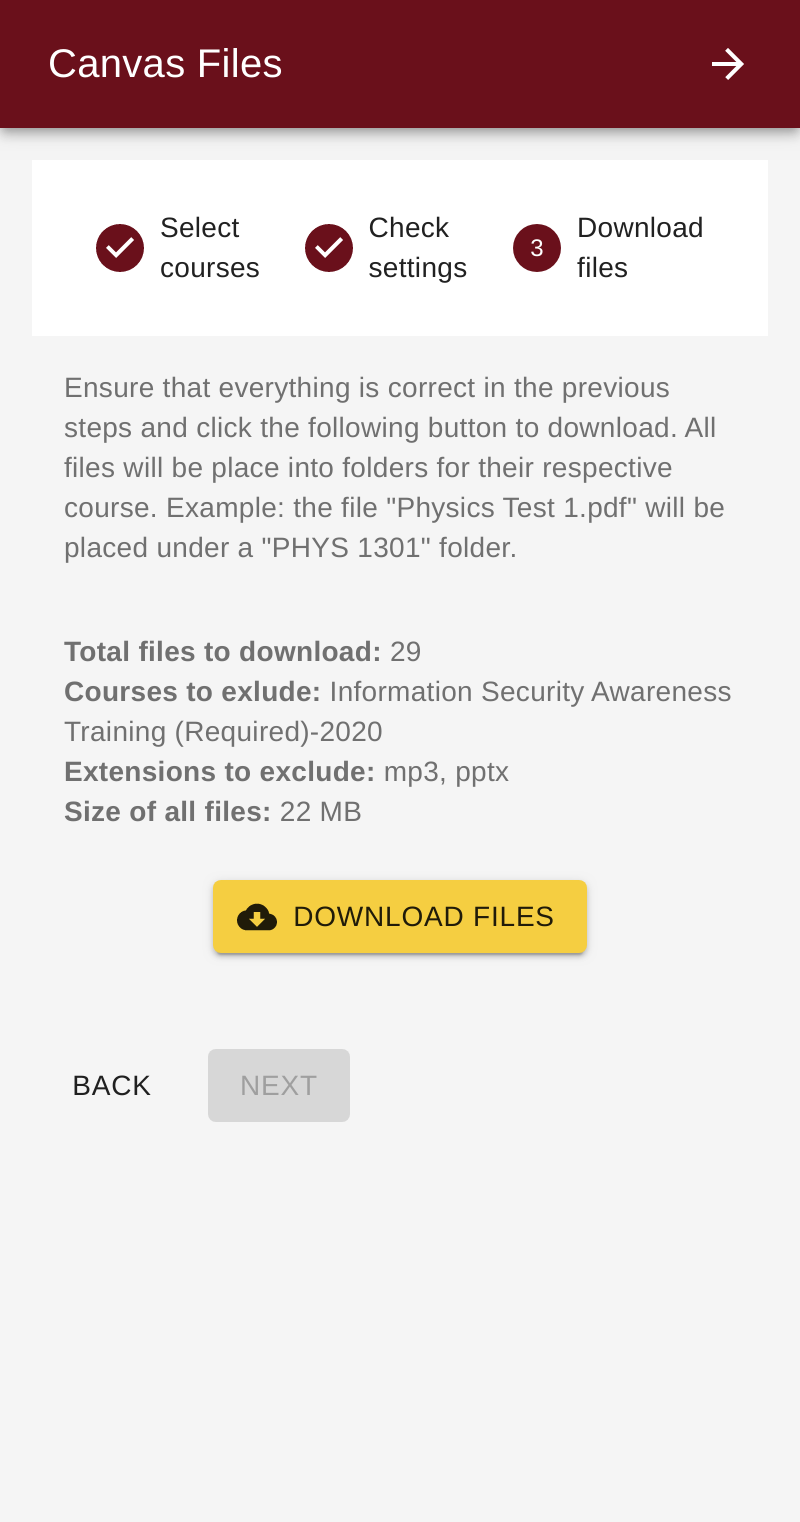 Canvas Files
Select
courses
Check
settings
3
Download
files
Ensure that everything is correct in the previous
steps and click the following button to download. All
files will be place into folders for their respective
course. Example: the file "Physics Test 1.pdf" will be
placed under a "PHYS 1301" folder.
Total files to download: 29
Courses to exlude: Information Security Awareness
Training (Required)-2020
Extensions to exclude: mp3, pptx
Size of all files: 22 MB
DOWNLOAD FILES
BACK
NEXT